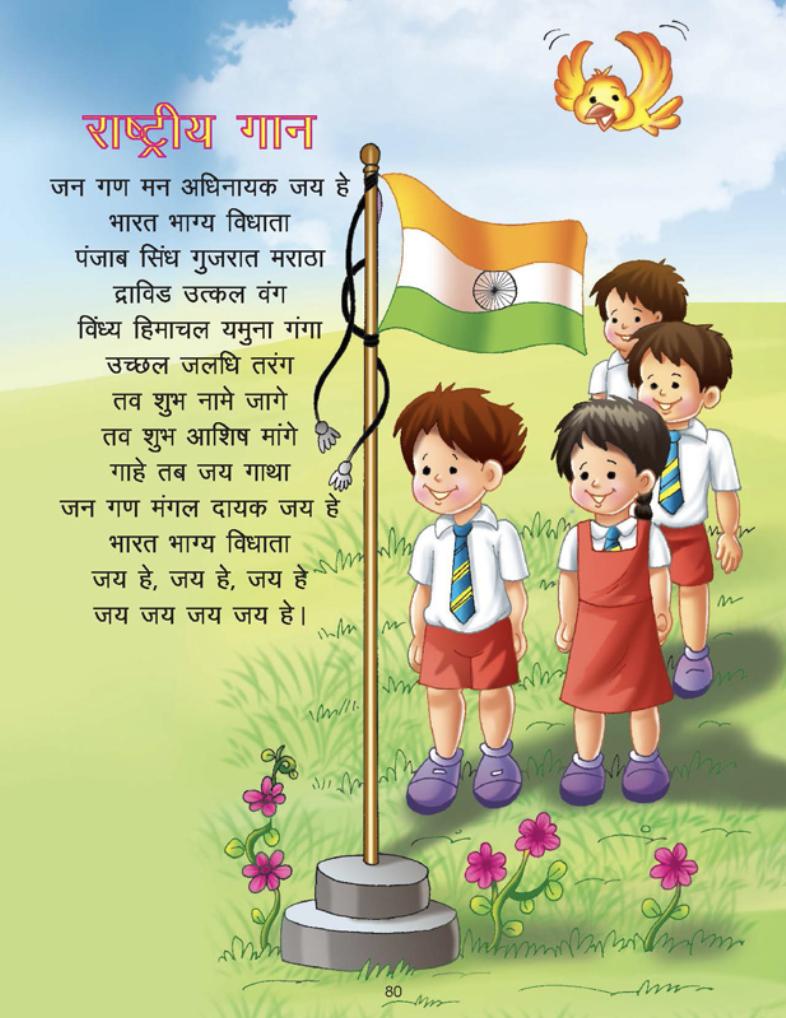 राष्ट्रीय गान
जन गण मन अधिनायक जय हे
भारत भाग्य विधाता
पंजाब सिंध गुजरात मराठा
द्राविड उत्कल वंग
विंध्य हिमाचल यमुना गंगा
उच्छल जलधि तरंग
तव शुभ नामे जागे
तव शुभ आशिष मांगे
गाहे तब जय गाथा
जन गण मंगल दायक जय हे
भारत भाग्य विधाता
जय हे, जय हे, जय हे
जय जय जय जय हे।
80